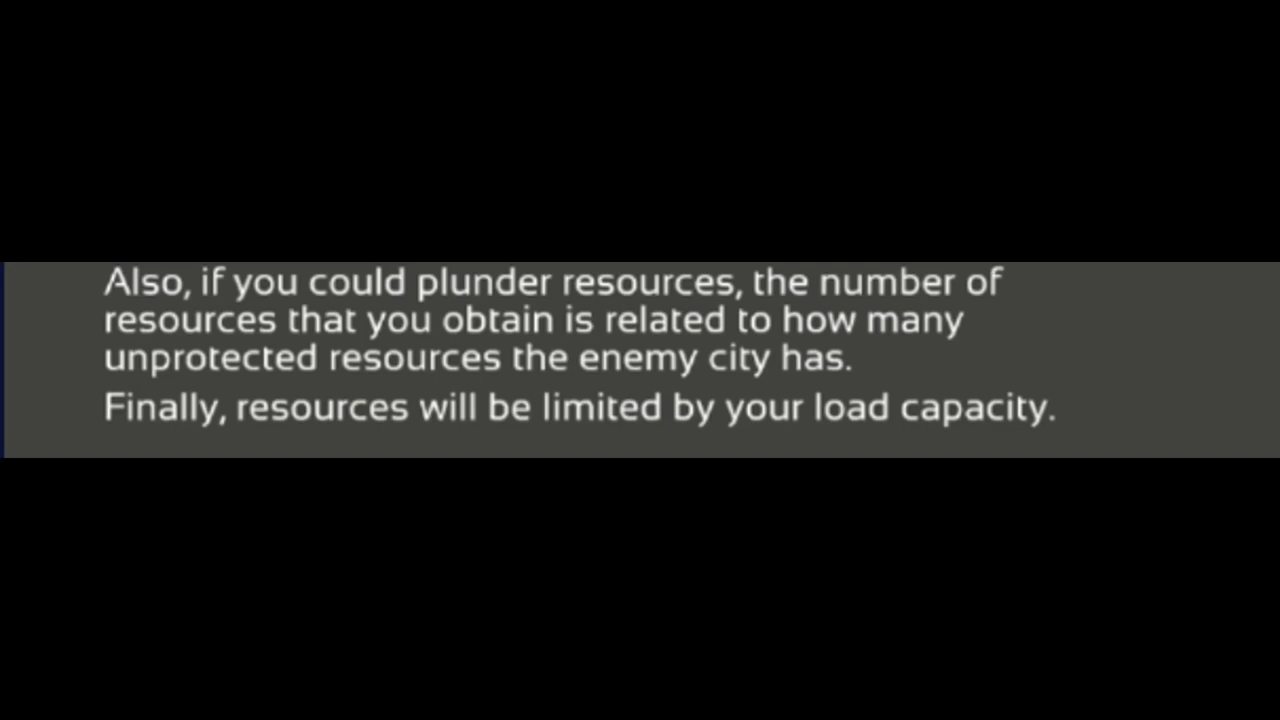 Also, if you could plunder resources, the number of
resources that you obtain is related to how many
unprotected resources the enemy city has.
Finally, resources will be limited by your load capacity.